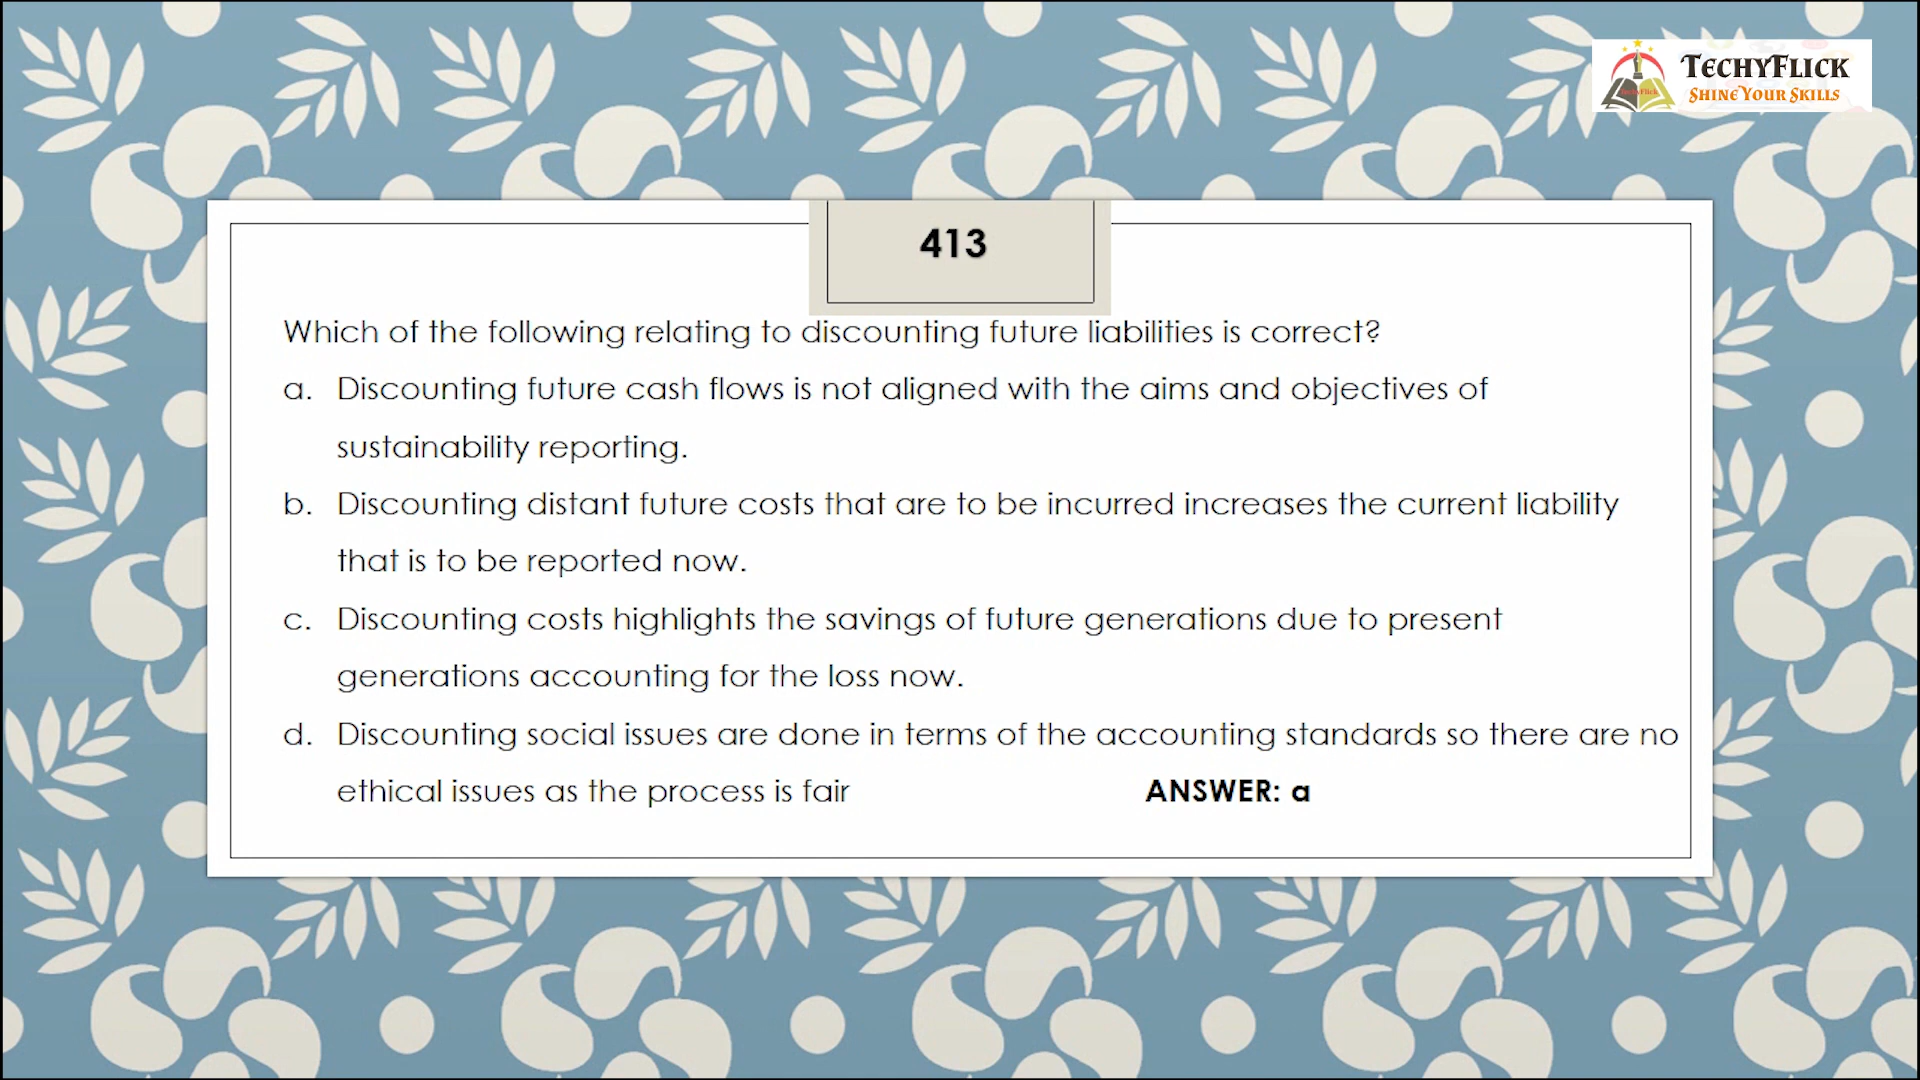 TECHYFLICK
SHINE YOUR SKILLS
413
Which of the following relating to discounting future liabilities is correct?
a. Discounting future cash flows is not aligned with the aims and objectives of
sustainability reporting.
b. Discounting distant future costs that are to be incurred increases the current liability
that is to be reported now.
c. Discounting costs highlights the savings of future generations due to present
generations accounting for the loss now.
d. Discounting social issues are done in terms of the accounting standards so there are no
ethical issues as the process is fair ANSWER: a